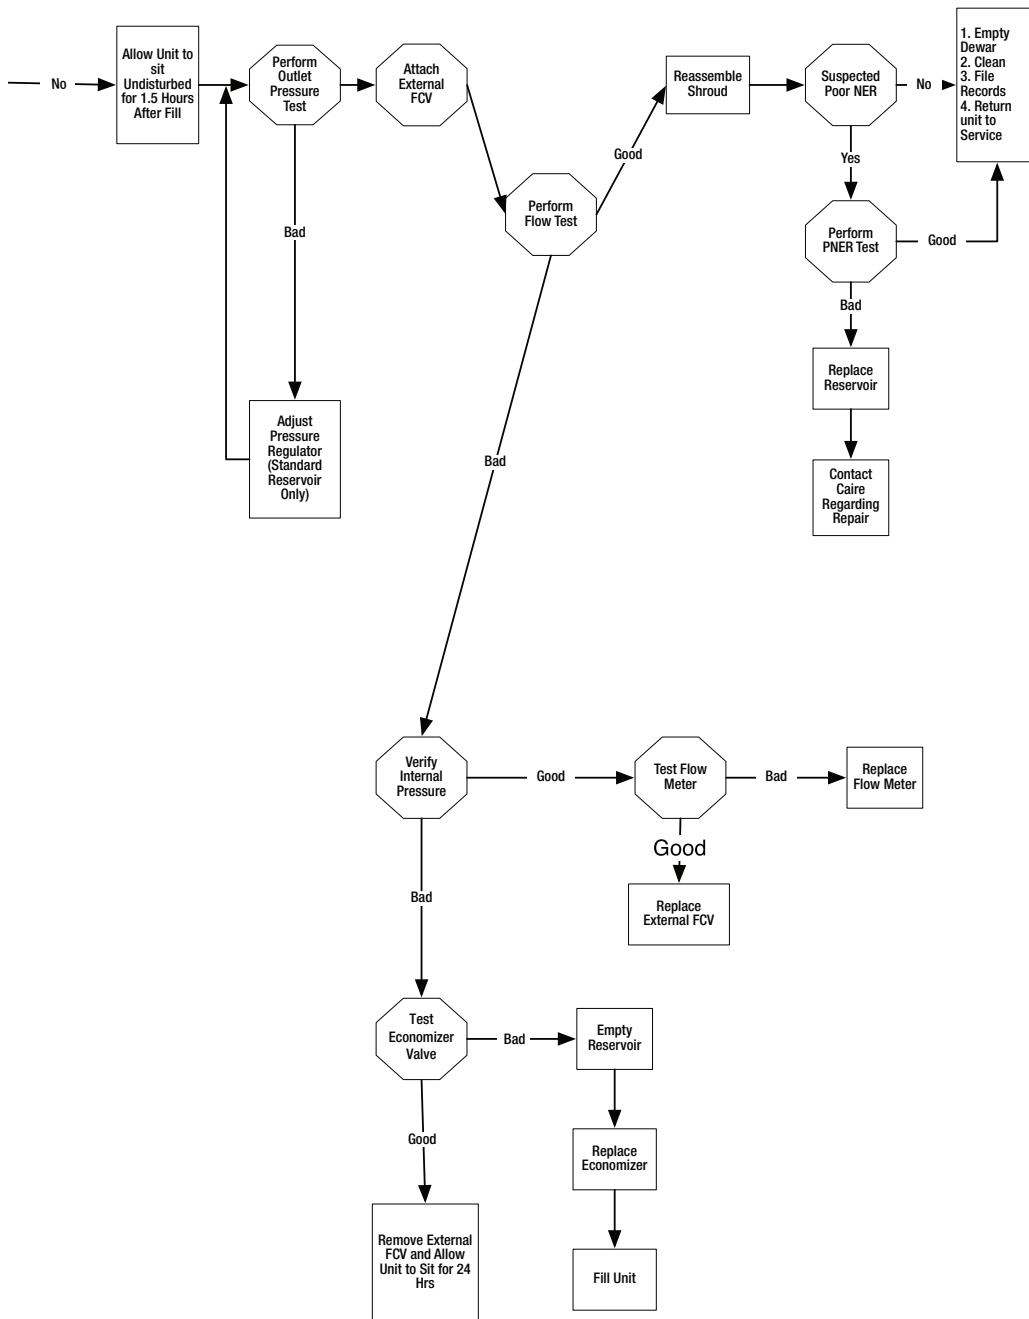 No
Allow Unit to
sit
Undisturbed
for 1.5 Hours
After Fill
Perform
Outlet
Pressure
Test
Attach
External
FCV
Reassemble
Shroud
Suspected
Poor NER
No
1. Empty
Dewar
2. Clean
3. File
Records
4. Return
unit to
Service
Good
Yes
Perform
Flow Test
Bad
Perform
PNER Test
Good
Bad
Replace
Reservoir
Adjust
Pressure
Regulator
(Standard
Reservoir
Only)
Bad
Contact
Caire
Regarding
Repair
Verify
Internal
Pressure
Good
Test Flow
Meter
Bad
Replace
Flow Meter
Good
Bad
Replace
External FCV
Test
Economizer
Valve
Bad
Empty
Reservoir
Good
Replace
Economizer
Remove External
FCV and Allow
Unit to Sit for 24
Hrs
Fill Unit